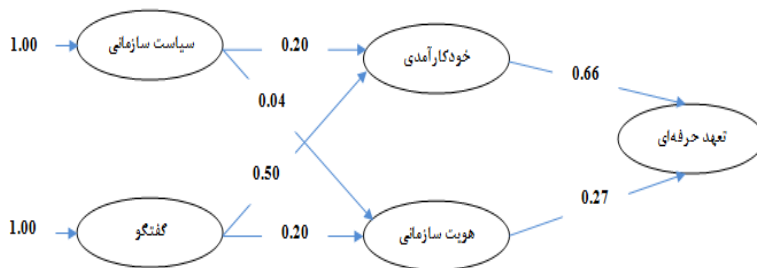 1.00
سیاست سازمانی
0.20
خودکارآمدی
0.66
0.04
تعهد حرفه‌ای
0.50
1.00
گفتگو
0.20
هویت سازمانی
0.27